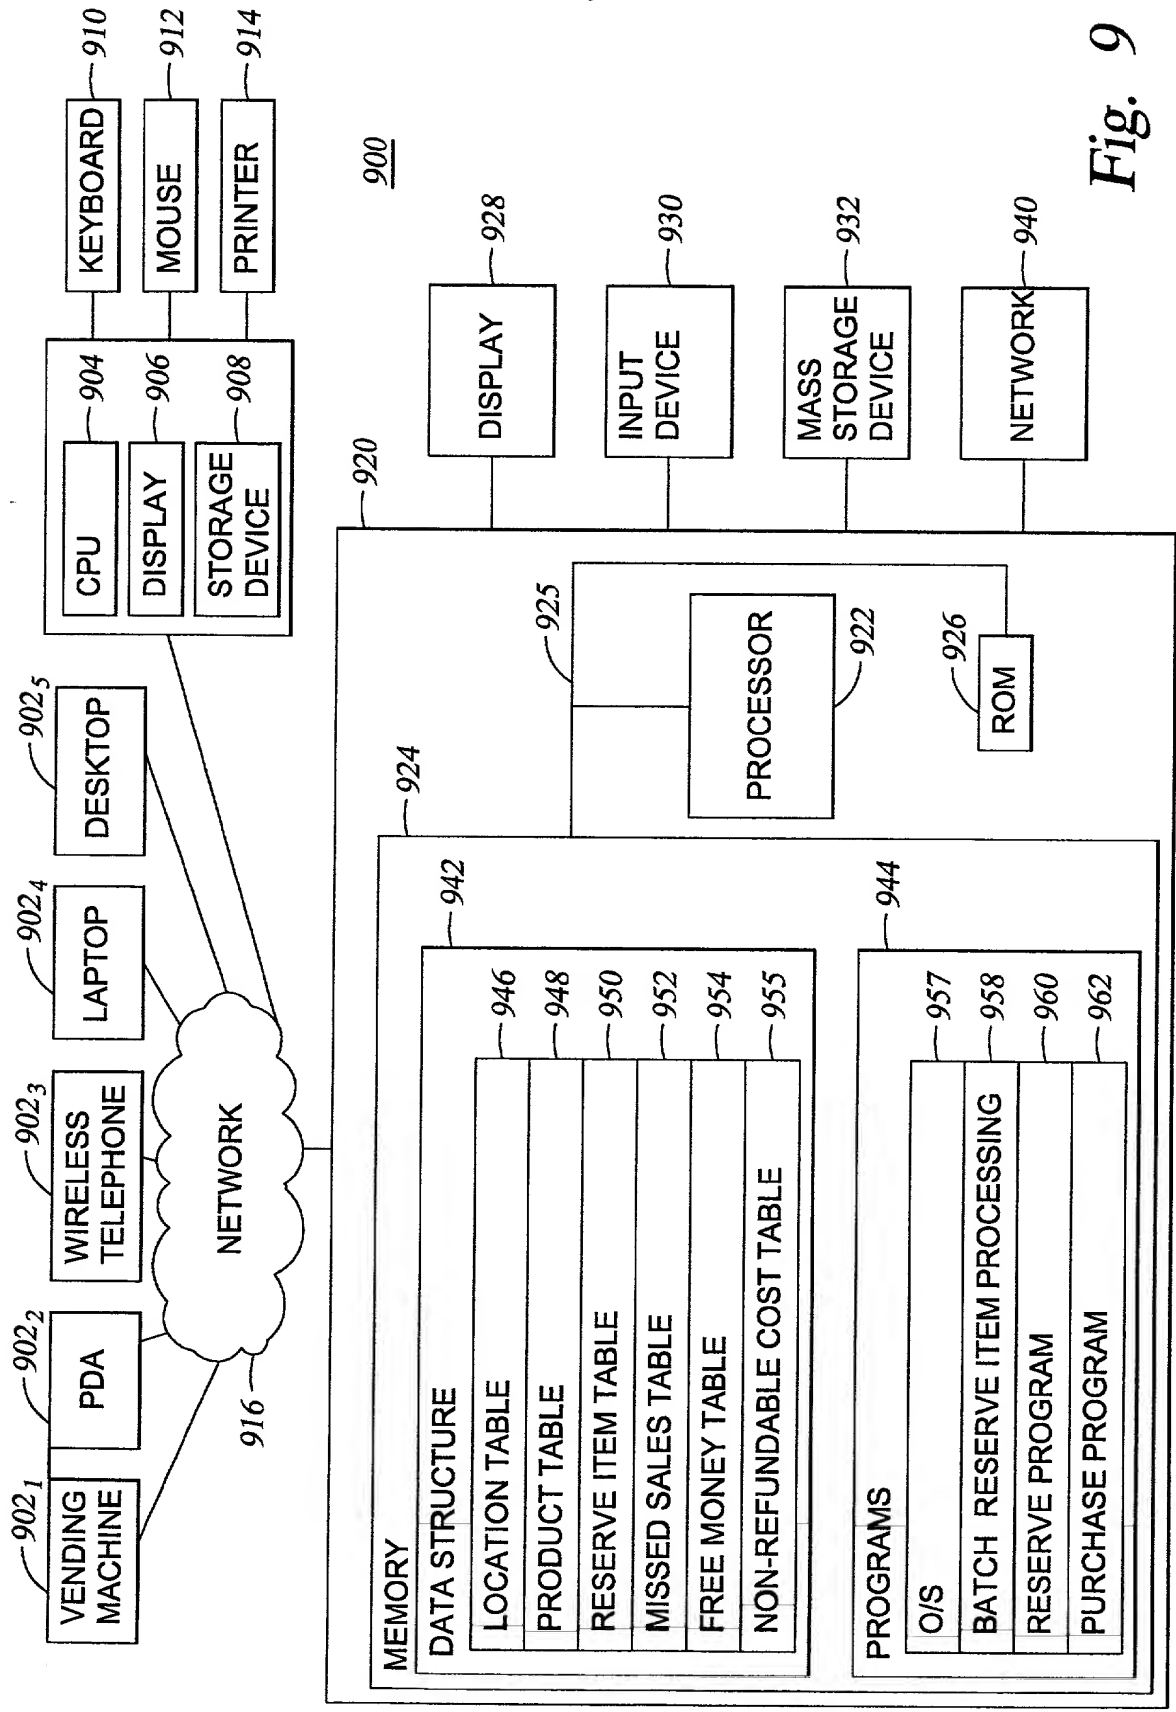 902₁
902₂
902₃
902₄
902₅
VENDING
MACHINE
PDA
WIRELESS
TELEPHONE
LAPTOP
DESKTOP
CPU
904
DISPLAY
906
STORAGE
DEVICE
908
KEYBOARD
910
MOUSE
912
PRINTER
914
916
NETWORK
900
920
MEMORY
924
DATA STRUCTURE
942
LOCATION TABLE
946
PRODUCT TABLE
948
RESERVE ITEM TABLE
950
MISSED SALES TABLE
952
FREE MONEY TABLE
954
NON-REFUNDABLE COST TABLE
955
PROGRAMS
944
O/S
957
BATCH RESERVE ITEM PROCESSING
958
RESERVE PROGRAM
960
PURCHASE PROGRAM
962
925
PROCESSOR
922
ROM
926
DISPLAY
928
INPUT
DEVICE
930
MASS
STORAGE
DEVICE
932
NETWORK
940
Fig. 9